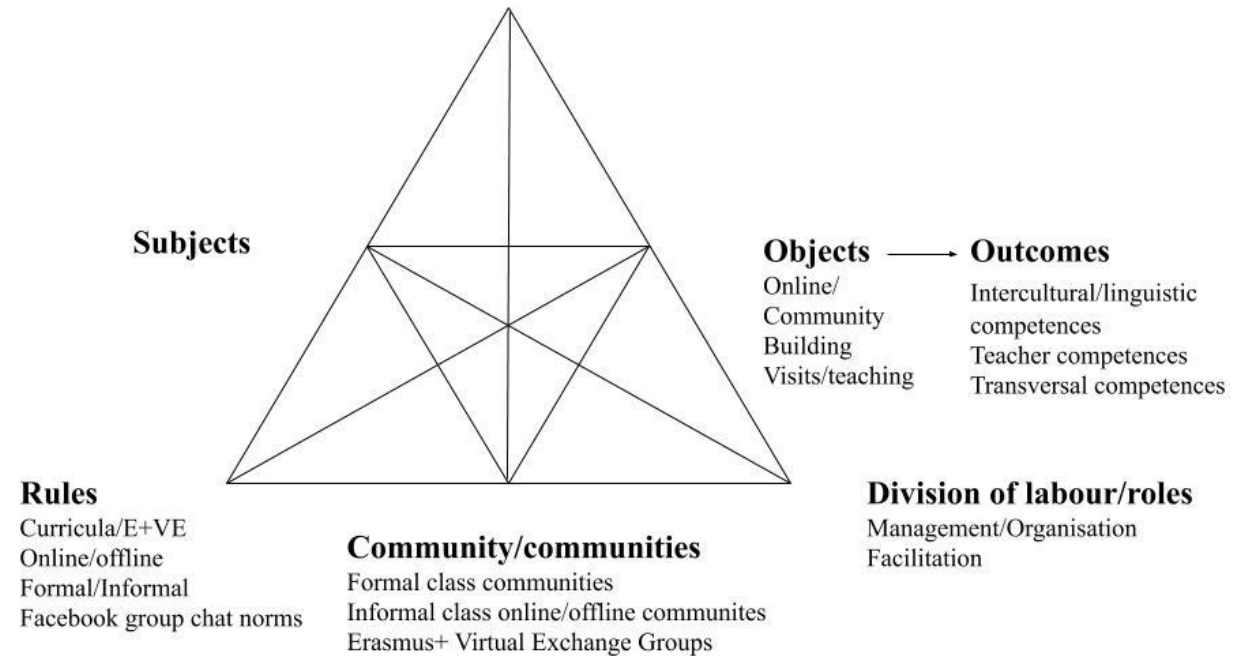 Subjects
Objects
Online/
Community
Building
Visits/teaching
Outcomes
Intercultural/linguistic
competences
Teacher competences
Transversal competences
Rules
Curricula/E+VE
Online/offline
Formal/Informal
Facebook group chat norms
Community/communities
Formal class communities
Informal class online/offline communites
Erasmus+ Virtual Exchange Groups
Division of labour/roles
Management/Organisation
Facilitation